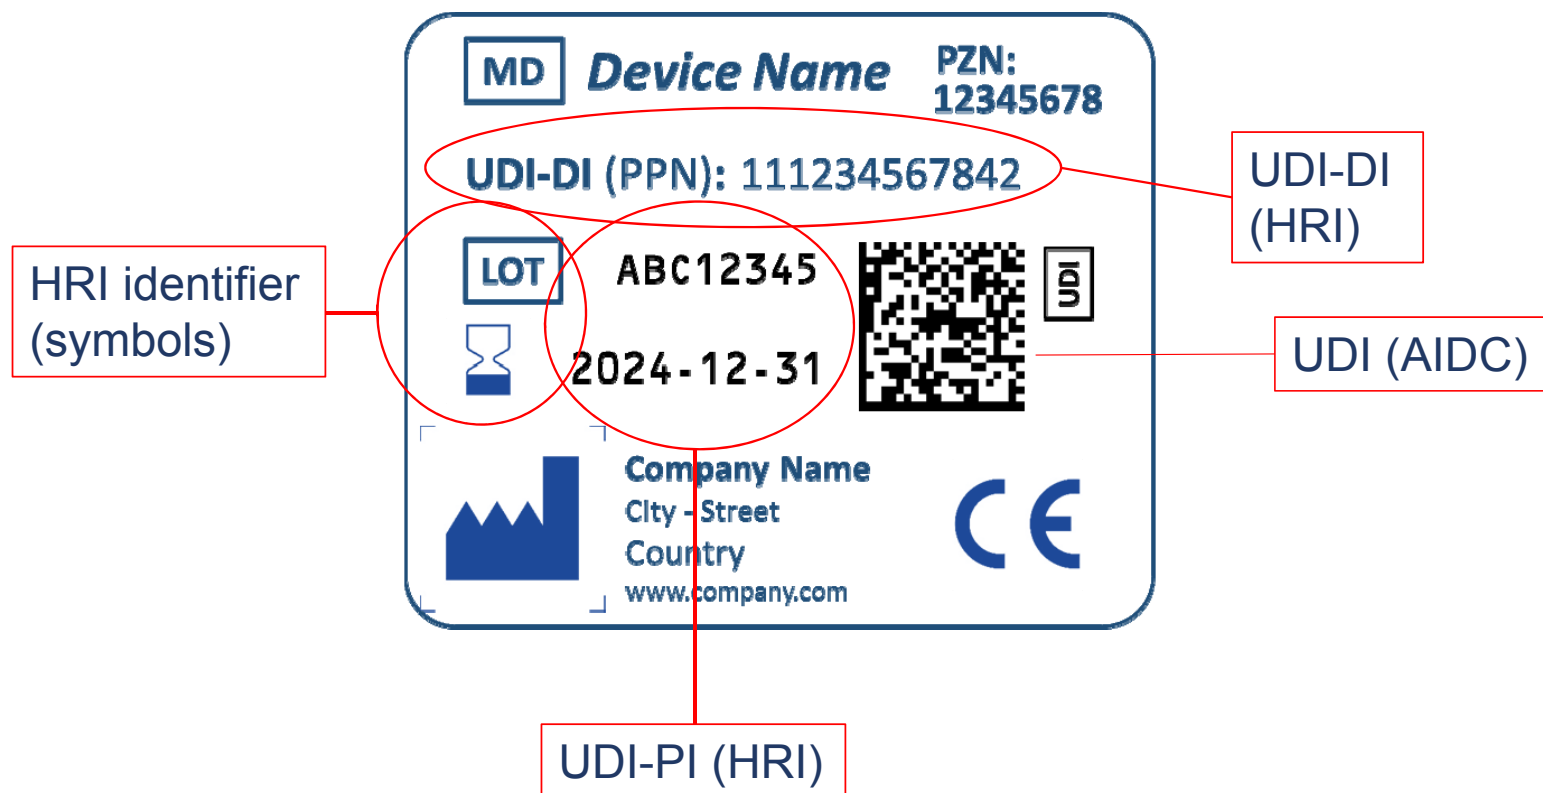 MD Device Name PZN:
12345678
UDI-DI (PPN): 111234567842
UDI-DI
(HRI)
HRI identifier
(symbols)
LOT ABC12345
UDI
2024-12-31
UDI (AIDC)
Company Name
City - Street
Country
www.company.com
CE
UDI-PI (HRI)